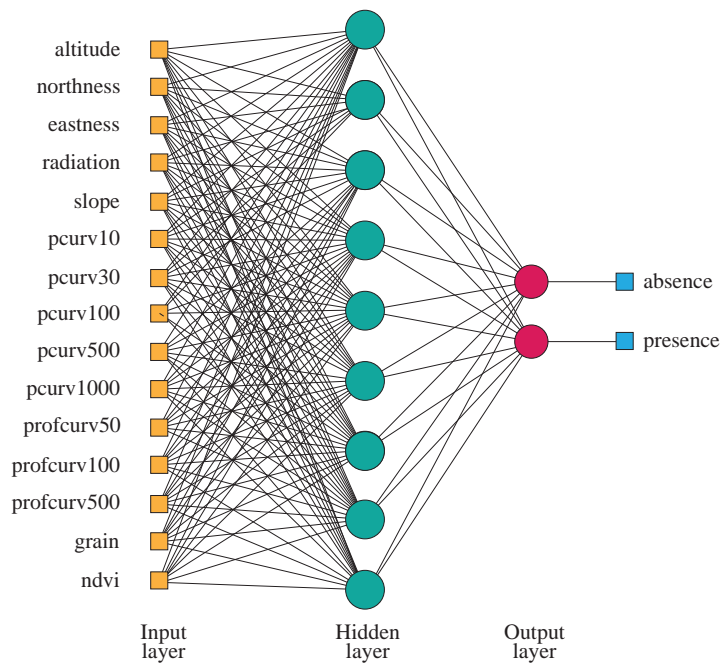 altitude
northness
eastness
radiation
slope
pcurv10
pcurv30
pcurv100
pcurv500
pcurv1000
profcurv50
profcurv100
profcurv500
grain
ndvi
absence
presence
Input
layer
Hidden
layer
Output
layer